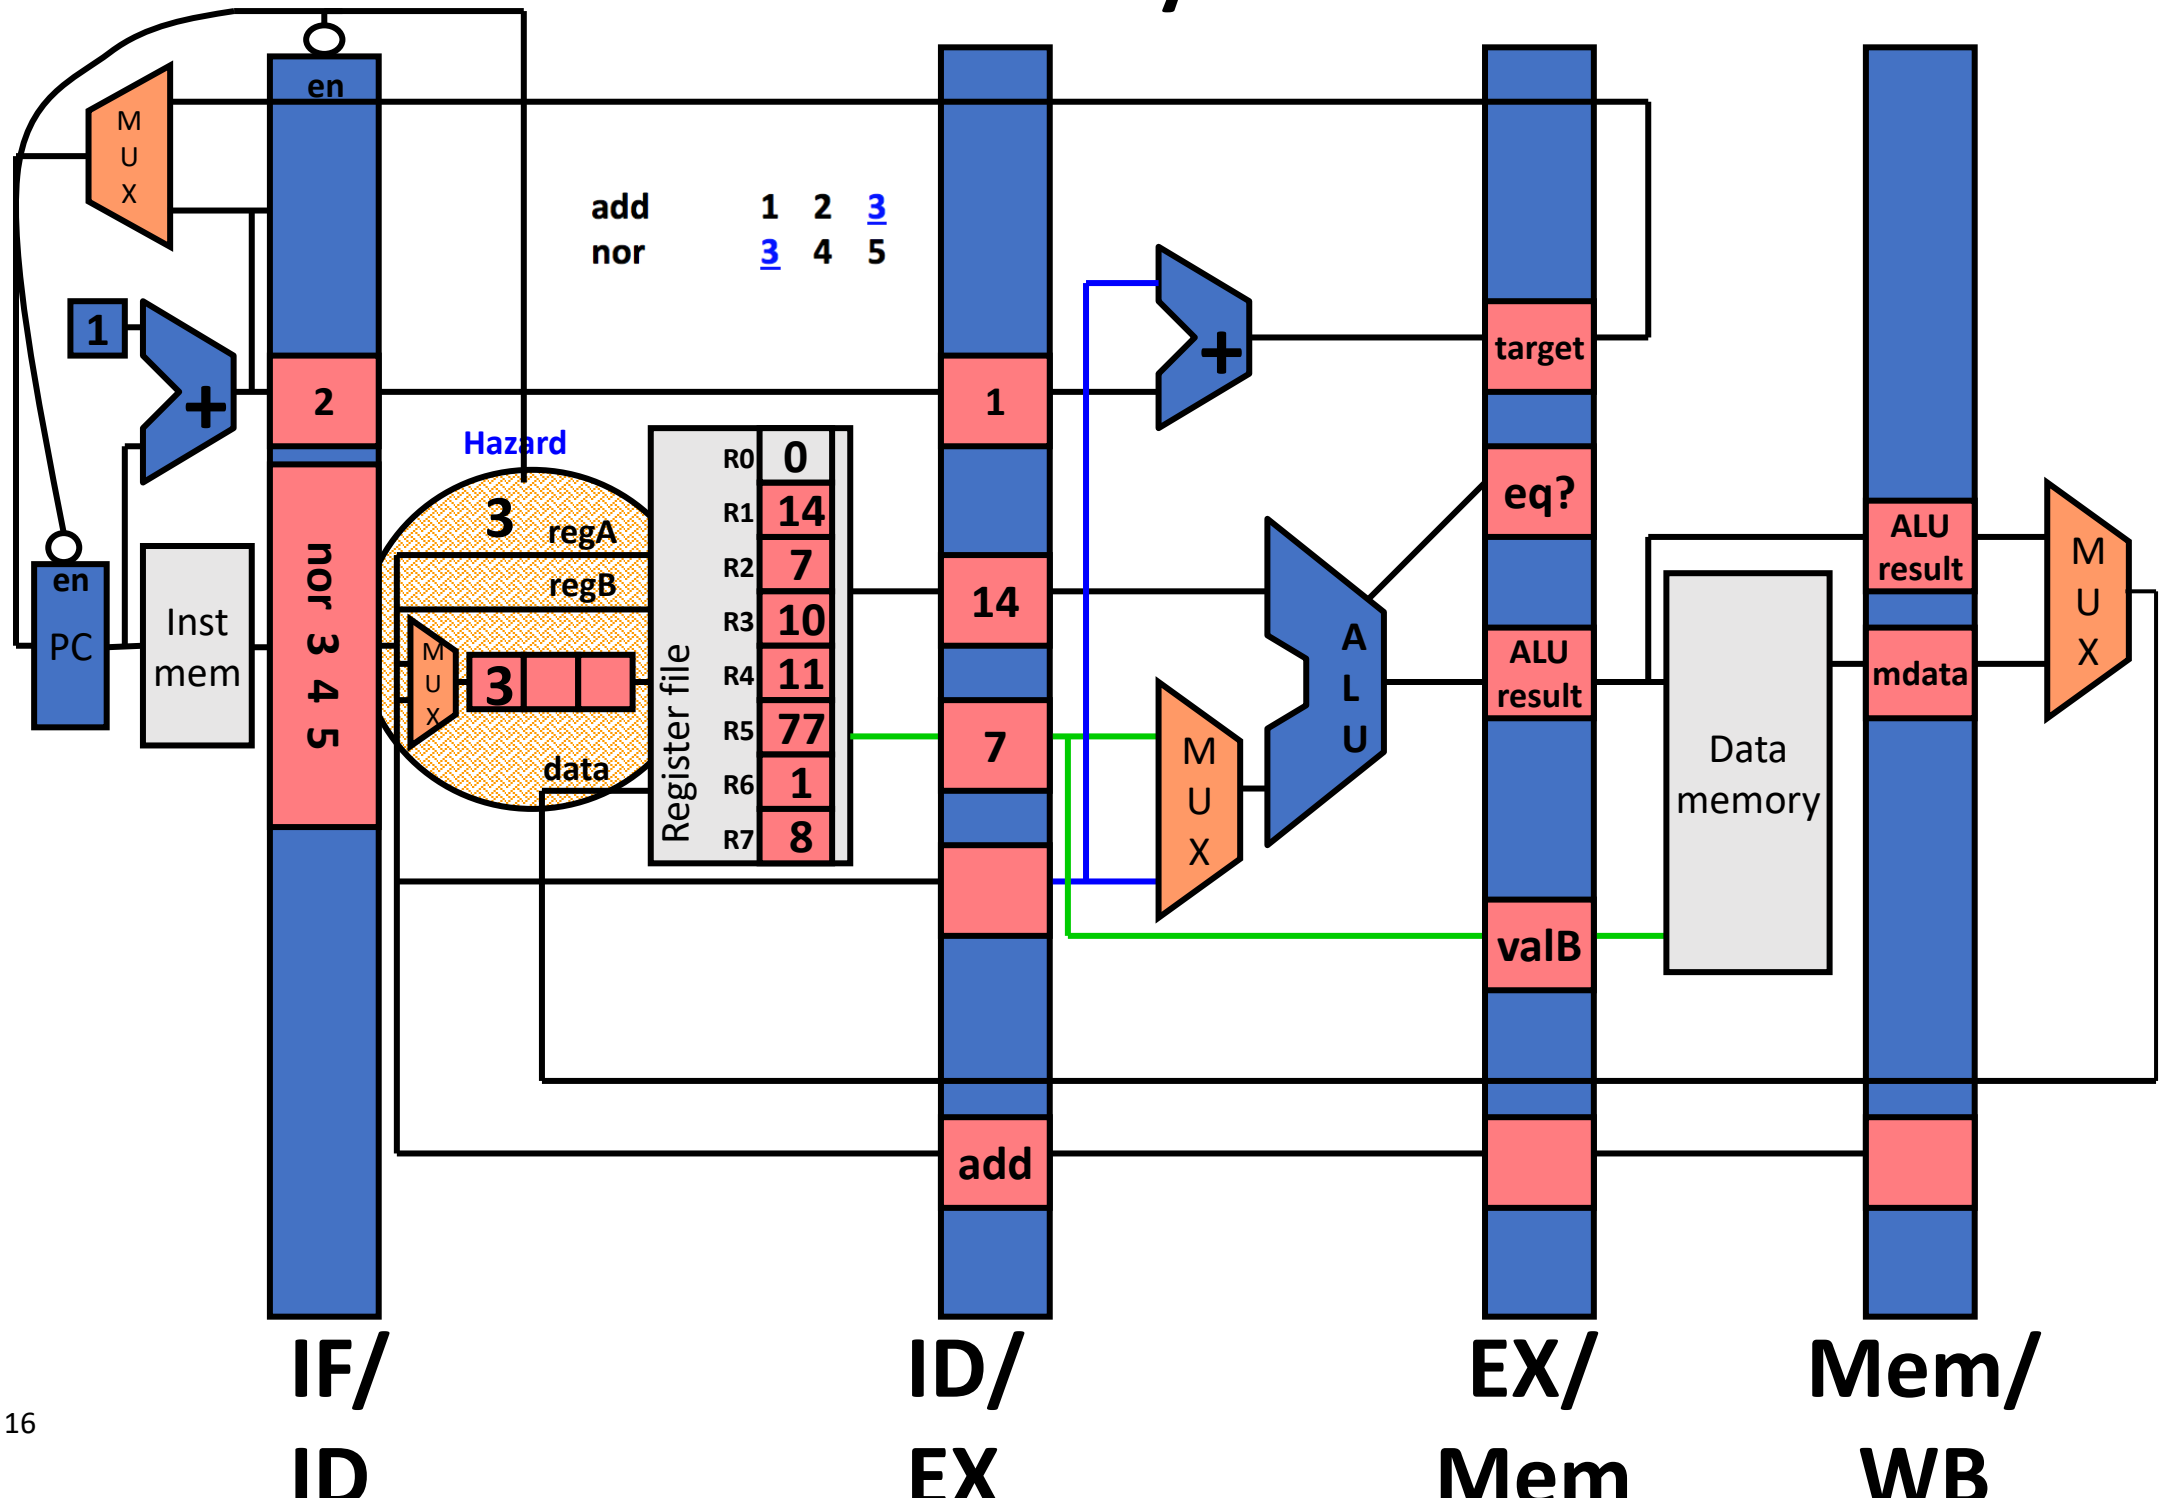 /
en
M
U
X
add 1 2 3
nor 3 4 5
1
+
2
1
+
target
Hazard
3
regA
regB
M
U
X
3
data
Register file
R0 0
R1 14
R2 7
R3 10
R4 11
R5 77
R6 1
R7 8
en
PC
Inst
mem
nor 3 4 5
14
7
M
U
X
A
L
U
eq?
ALU
result
valB
Data
memory
ALU
result
mdata
M
U
X
add
IF/
ID
ID/
EX
EX/
Mem
Mem/
WB
16